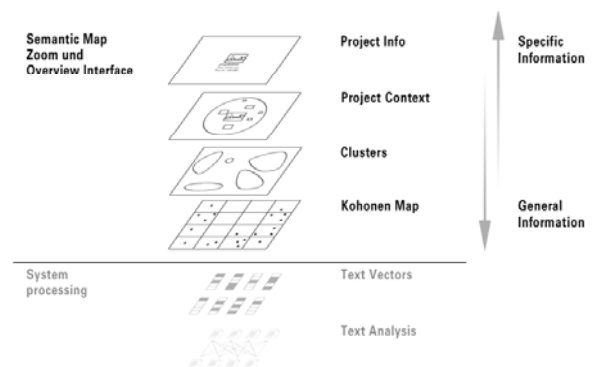 Semantic Map
Zoom und
Overview Interface
Project Info
Specific
Information
Project Context
Clusters
Kohonen Map
General
Information
System
processing
Text Vectors
Text Analysis